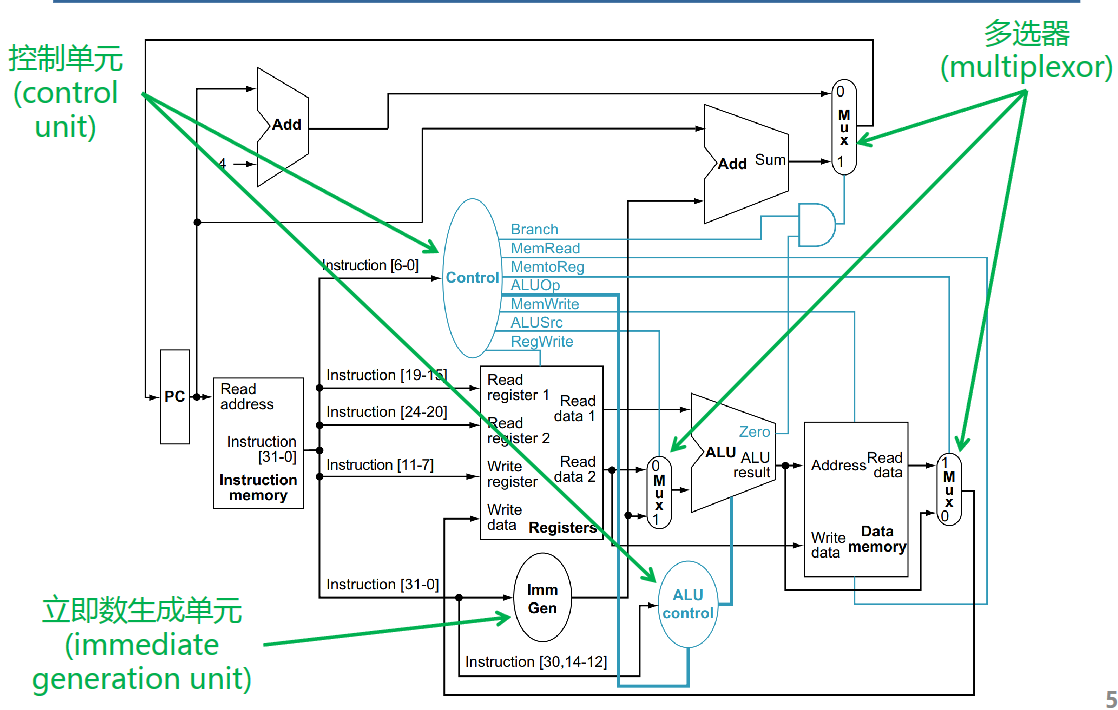 控制单元
(control
unit)
多选器
(multiplexor)
Add
4
Add Sum
0
M
u
x
1
Branch
MemRead
MemtoReg
ALUOp
MemWrite
ALUSrc
RegWrite
Control
Instruction [6-0]
Instruction [19-15]
Instruction [24-20]
Instruction [11-7]
Instruction [31-0]
Instruction [30,14-12]
PC
Read
address
Instruction
[31-0]
Instruction
memory
Read
register 1
Read
register 2
Write
register
Write
data
Read
data 1
Read
data 2
Registers
0
M
u
x
1
Zero
ALU
ALU
result
Address
Read
data
Write
data
Data
memory
1
M
u
x
0
Imm
Gen
ALU
control
立即数生成单元
(immediate
generation unit)
5